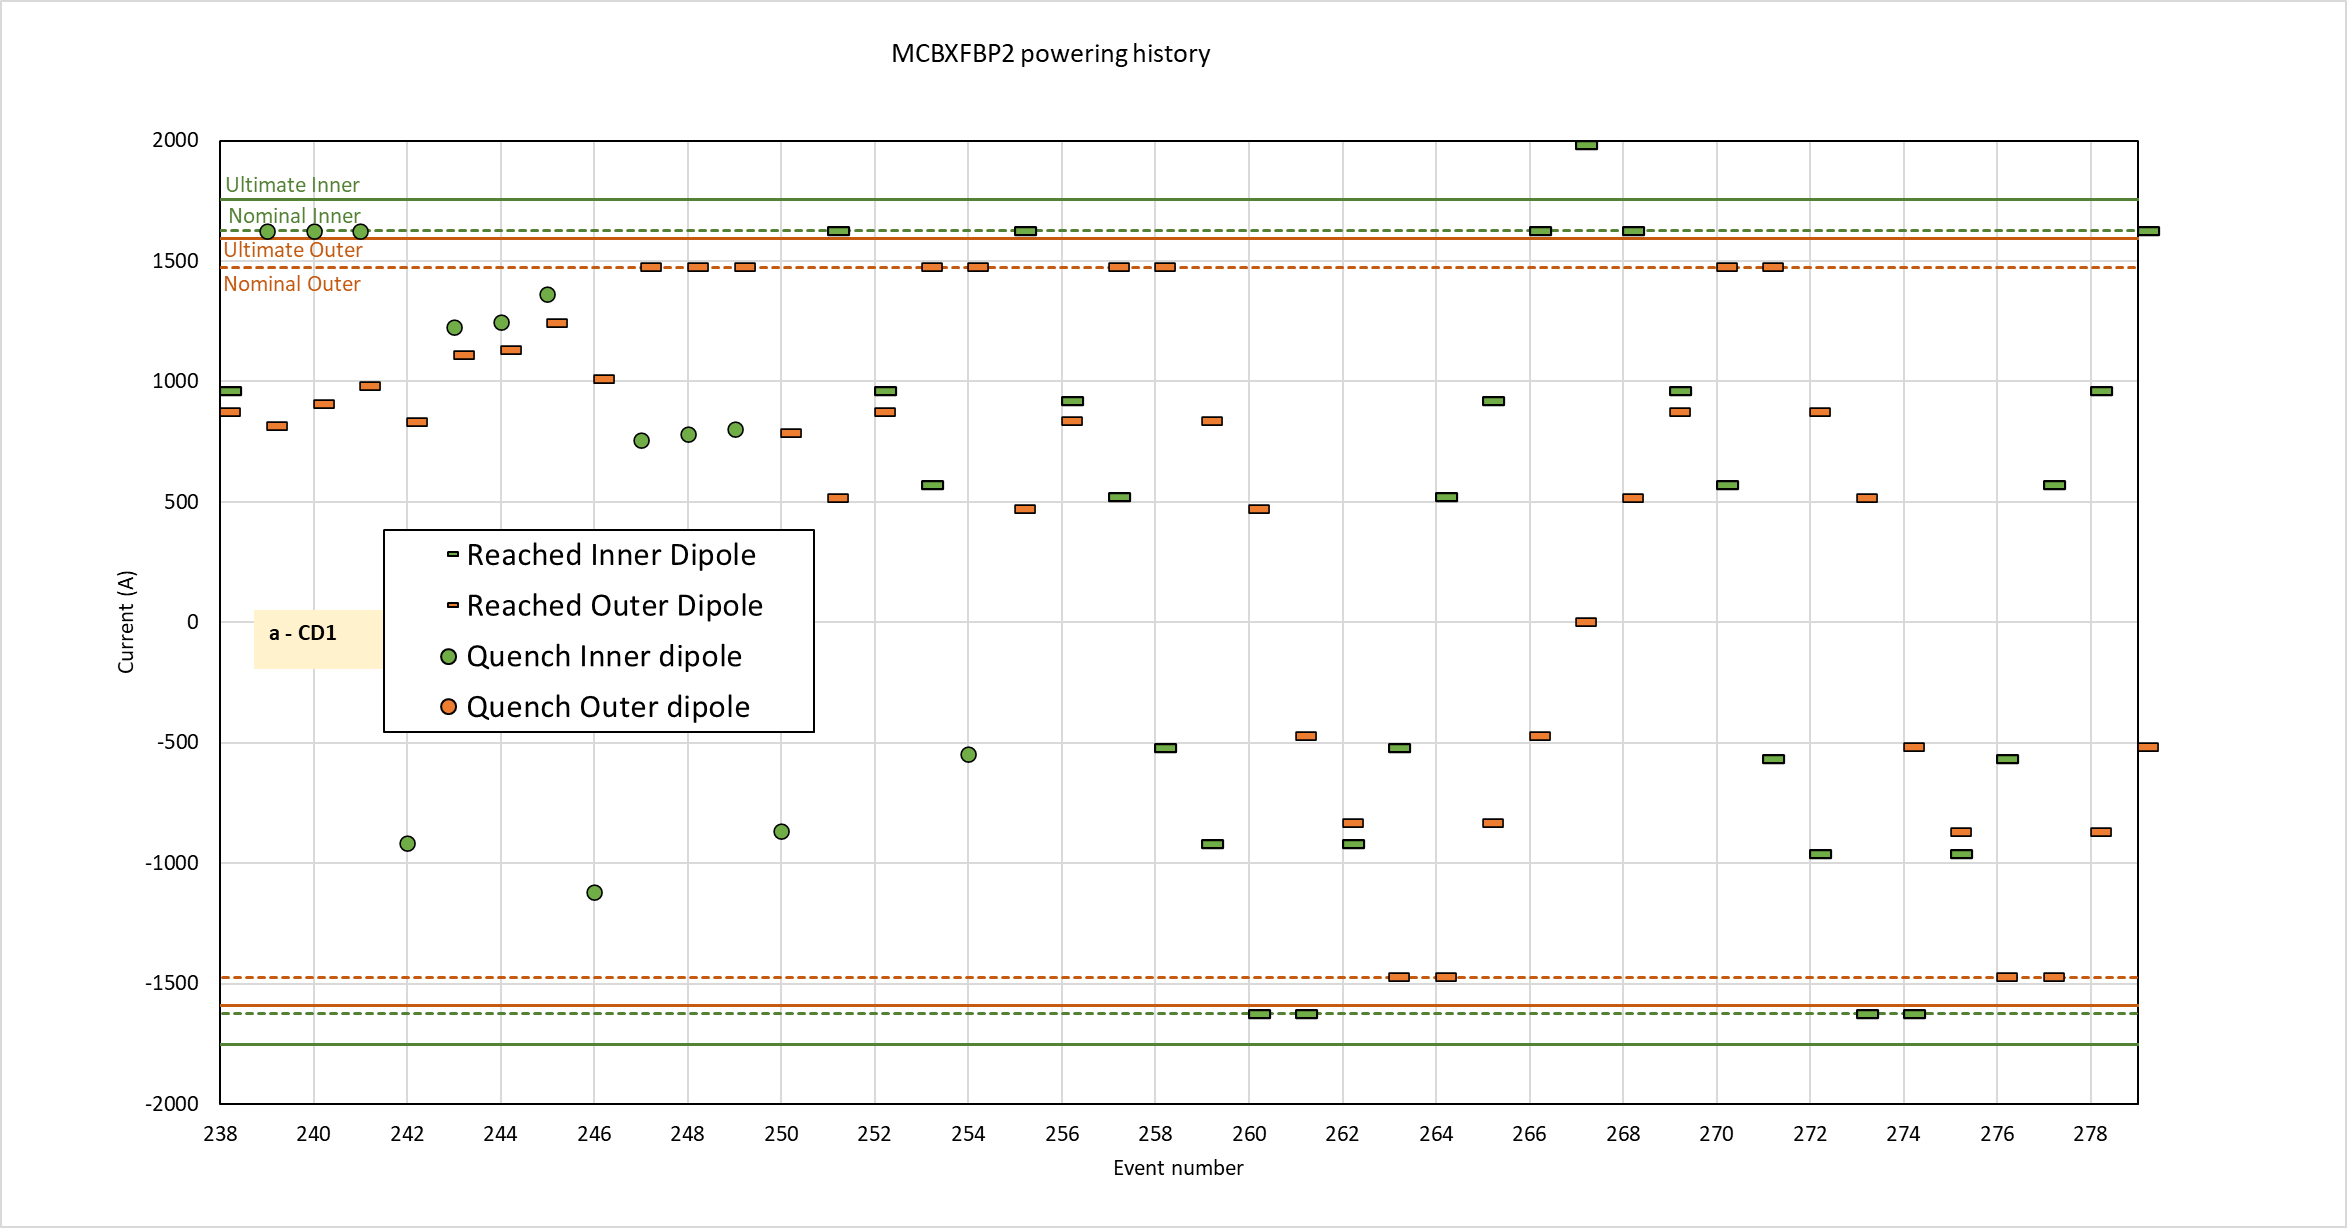 MCBXFBP2 powering history
2000
1500
1000
500
0
-500
-1000
-1500
-2000
Current (A)
Ultimate Inner
Nominal Inner
Ultimate Outer
Nominal Outer
a - CD1
Reached Inner Dipole
Reached Outer Dipole
Quench Inner dipole
Quench Outer dipole
238 240 242 244 246 248 250 252 254 256 258 260 262 264 266 268 270 272 274 276 278
Event number